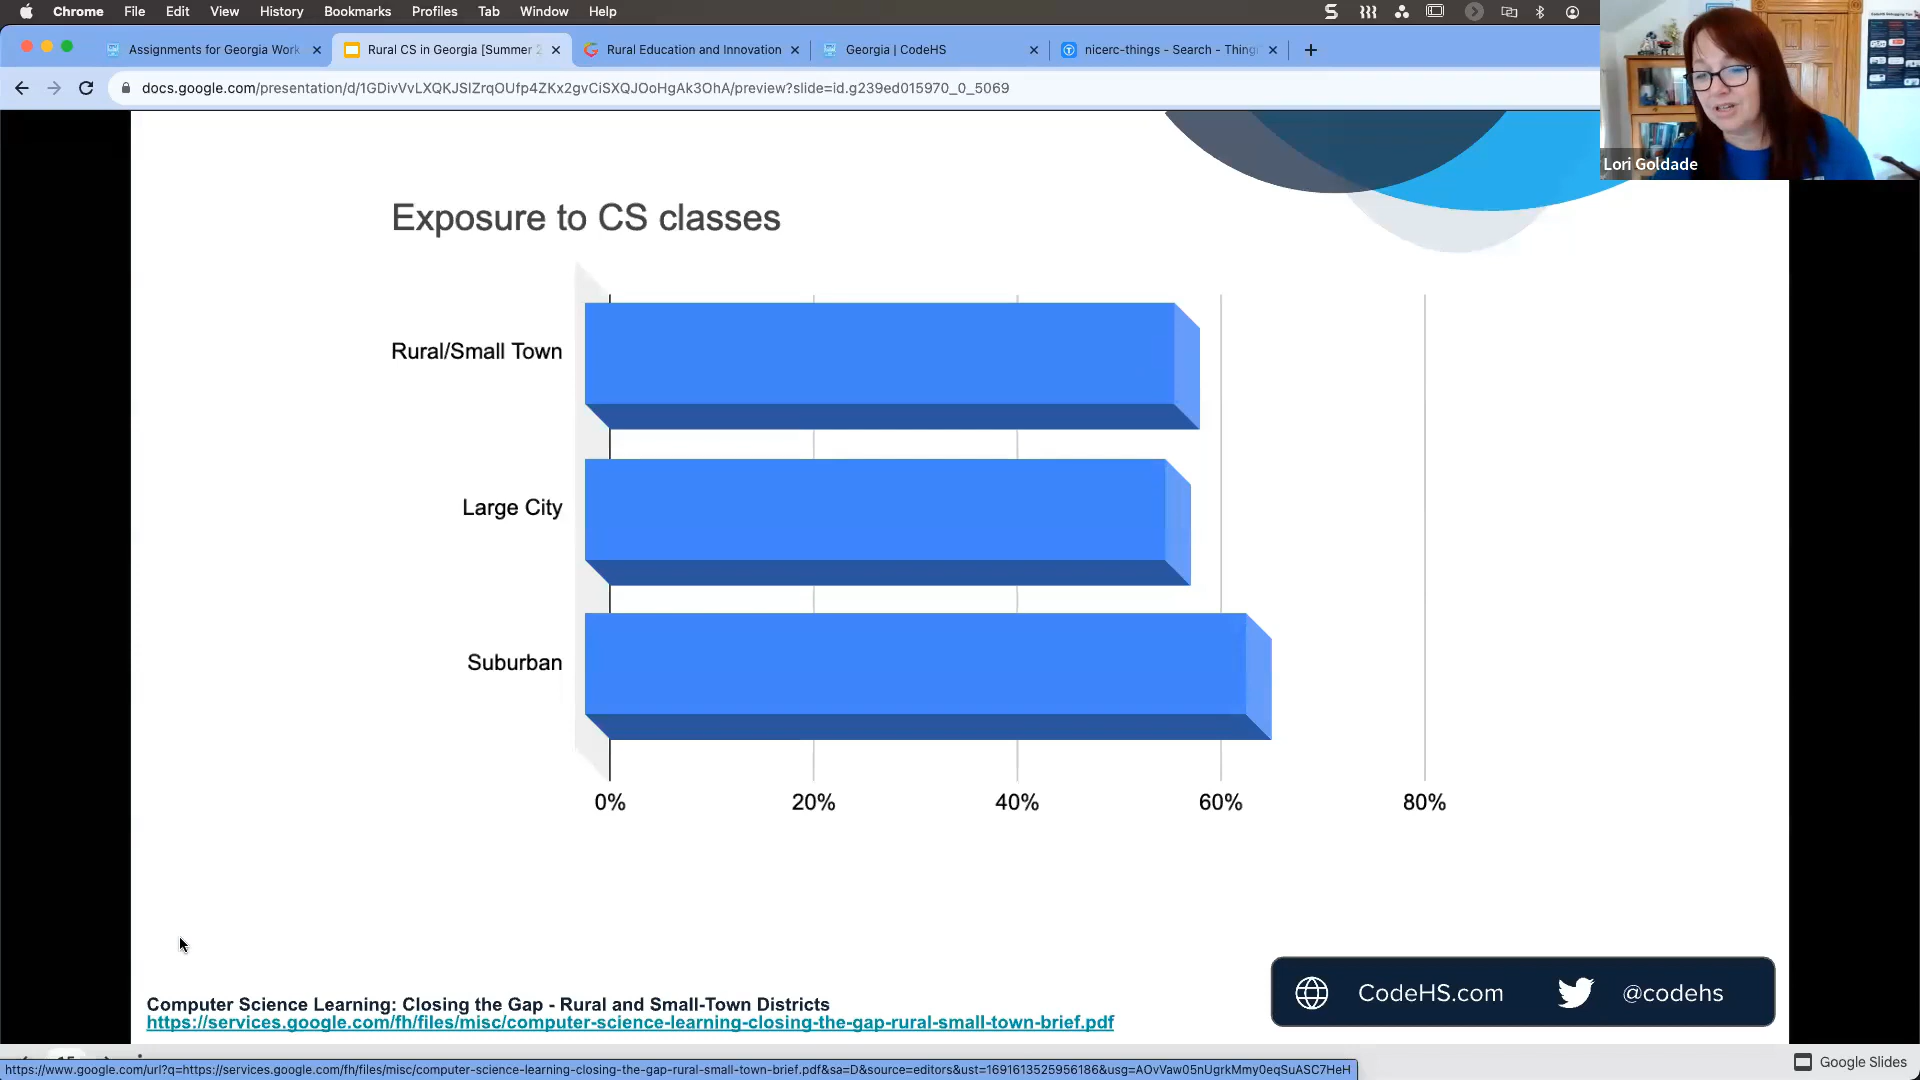 Chrome File Edit View History Bookmarks Profiles Tab Window Help
Assignments for Georgia Work
Rural CS in Georgia [Summer 2
Rural Education and Innovation
Georgia | CodeHS
nicerc-things - Search - Thing
docs.google.com/presentation/d/1GDivVvLXQKJSlZrqOUfp4ZKx2gvCiSXQJOoHgAk3OhA/preview?slide=id.g239ed015970_0_5069
Lori Goldade
Exposure to CS classes
Rural/Small Town
Large City
Suburban
0% 20% 40% 60% 80%
CodeHS.com @codehs
Computer Science Learning: Closing the Gap - Rural and Small-Town Districts
https://services.google.com/fh/files/misc/computer-science-learning-closing-the-gap-rural-small-town-brief.pdf
Google Slides
https://www.google.com/url?q=https://services.google.com/fh/files/misc/computer-science-learning-closing-the-gap-rural-small-town-brief.pdf&sa=D&source=editors&ust=1691613525956186&usg=AOvVaw05nUgrkMmy0eqSuASC7HeH